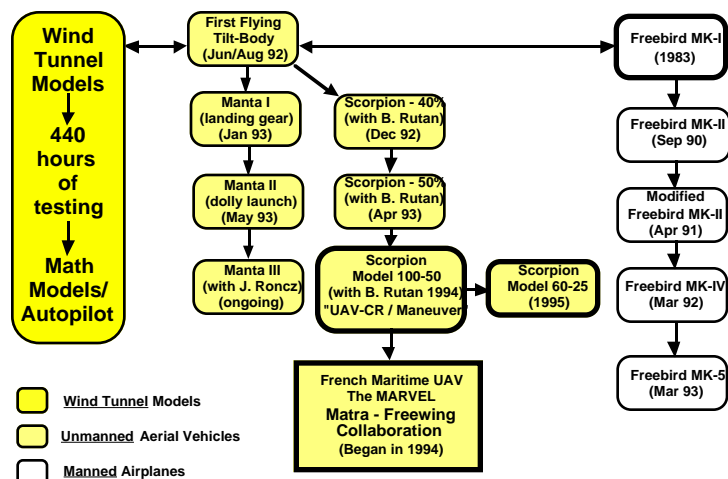 Wind
Tunnel
Models
440
hours
of
testing
Math
Models/
Autopilot
First Flying
Tilt-Body
(Jun/Aug 92)
Manta I
(landing gear)
(Jan 93)
Manta II
(dolly launch)
(May 93)
Manta III
(with J. Roncz)
(ongoing)
Scorpion - 40%
(with B. Rutan)
(Dec 92)
Scorpion - 50%
(with B. Rutan)
(Apr 93)
Scorpion
Model 100-50
(with B. Rutan 1994)
"UAV-CR / Maneuver"
Scorpion
Model 60-25
(1995)
French Maritime UAV
The MARVEL
Matra - Freewing
Collaboration
(Began in 1994)
Freebird MK-I
(1983)
Freebird MK-II
(Sep 90)
Modified
Freebird MK-II
(Apr 91)
Freebird MK-IV
(Mar 92)
Freebird MK-5
(Mar 93)
Wind Tunnel Models
Unmanned Aerial Vehicles
Manned Airplanes